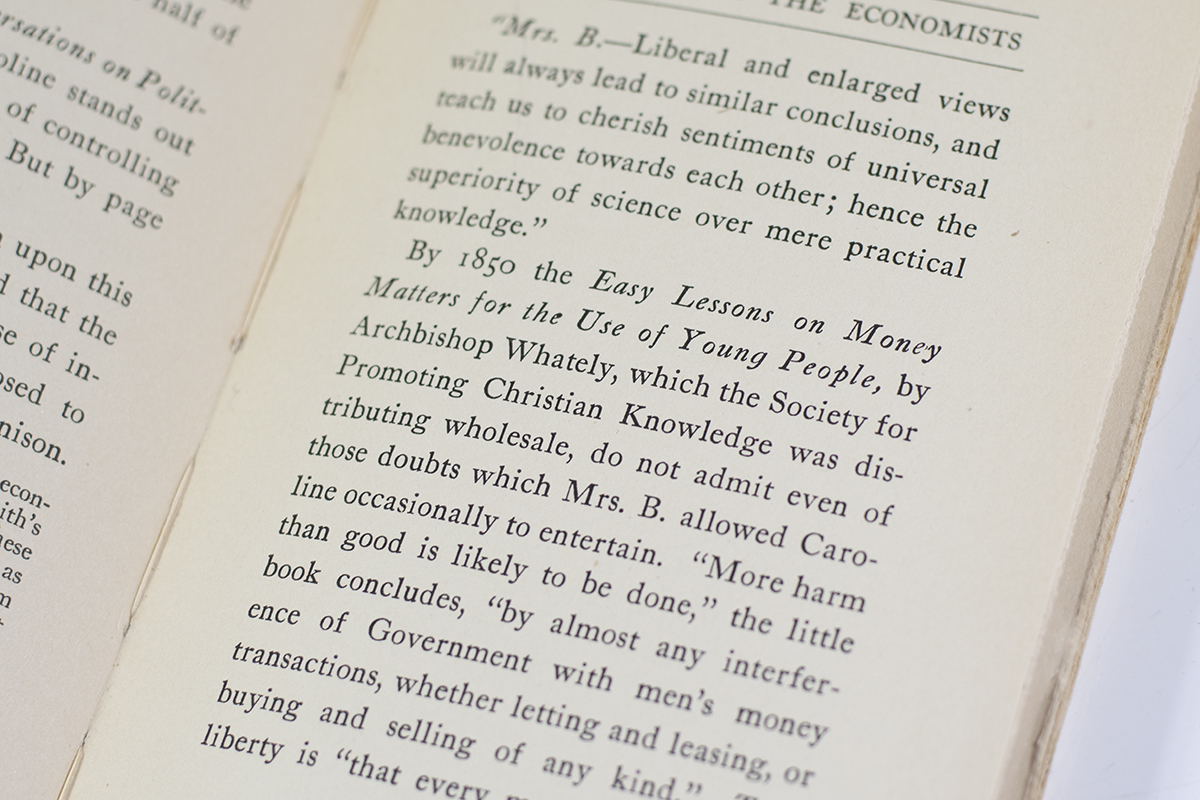 half of
rsations on Polit-
oline stands out
of controlling
But by page
upon this
that the
se of in-
osed to
nison.
econ-
ith's
hese
as
m
THE ECONOMISTS
"Mrs. B.—Liberal and enlarged views
will always lead to similar conclusions, and
teach us to cherish sentiments of universal
benevolence towards each other; hence the
superiority of science over mere practical
knowledge."
By 1850 the Easy Lessons on Money
Matters for the Use of Young People, by
Archbishop Whately, which the Society for
Promoting Christian Knowledge was dis-
tributing wholesale, do not admit even of
those doubts which Mrs. B. allowed Caro-
line occasionally to entertain. "More harm
than good is likely to be done," the little
book concludes, "by almost any interfer-
ence of Government with men's money
transactions, whether letting and leasing, or
buying and selling of any kind."
liberty is "that every